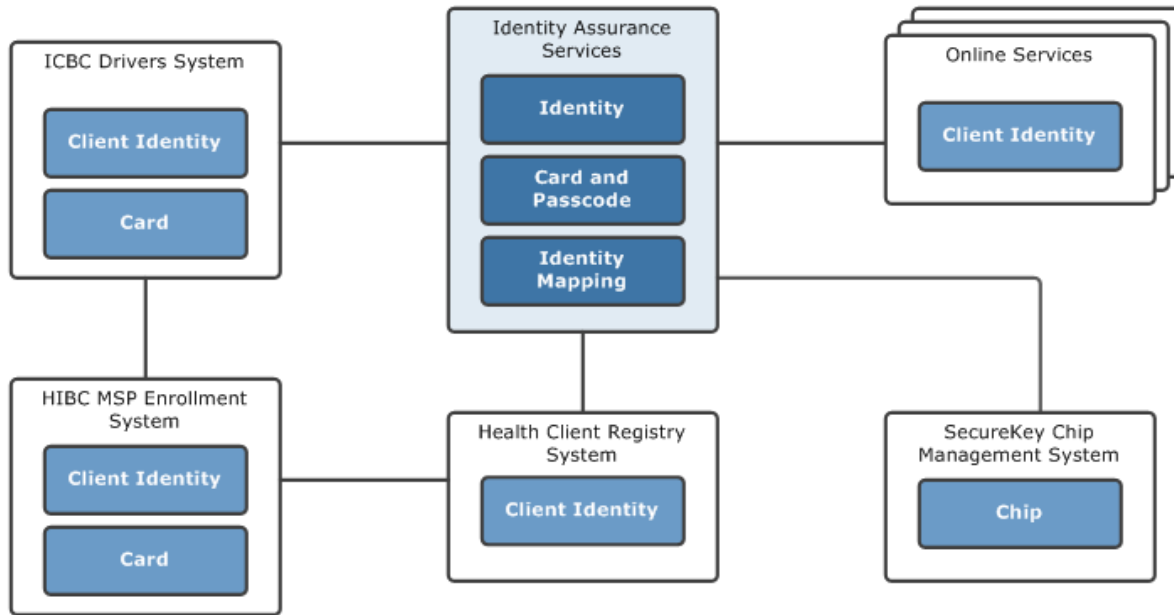 ICBC Drivers System
Client Identity
Card
Identity Assurance
Services
Identity
Card and
Passcode
Identity
Mapping
Online Services
Client Identity
HIBC MSP Enrollment
System
Client Identity
Card
Health Client Registry
System
Client Identity
SecureKey Chip
Management System
Chip